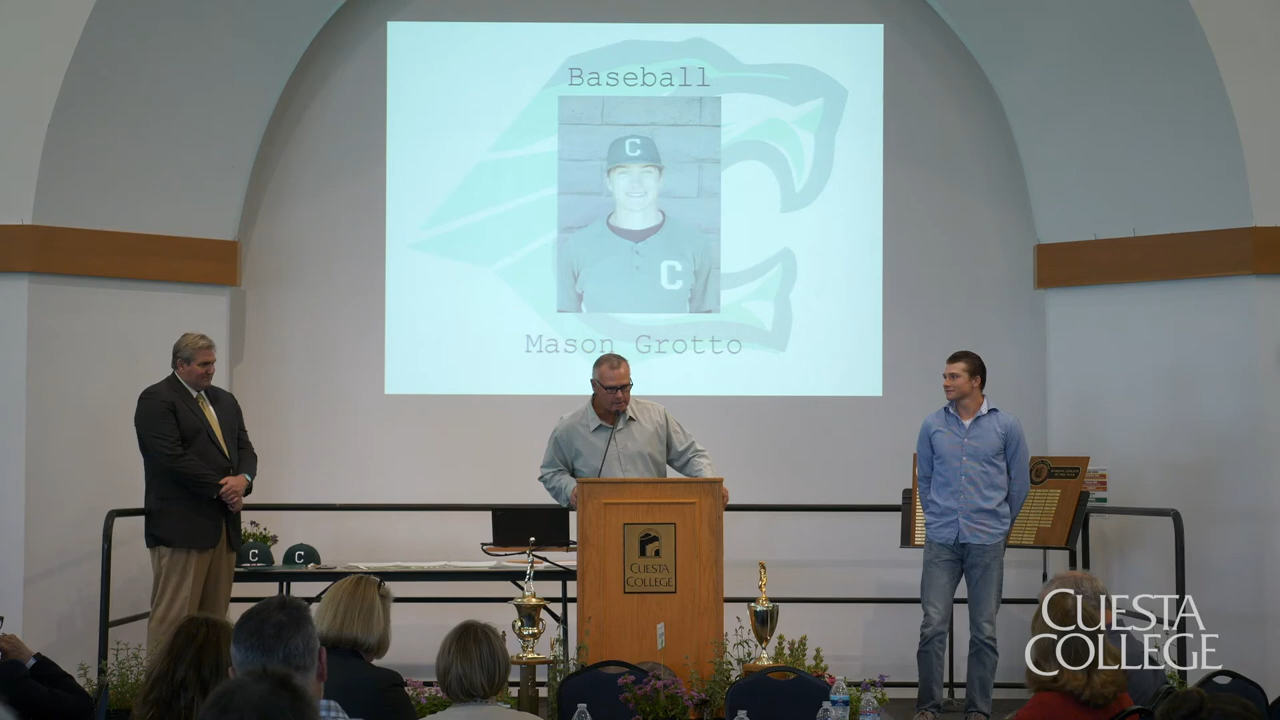 Baseball
C
C
Mason Grotto
C
C
CUESTA
COLLEGE
CUESTA
COLLEGE